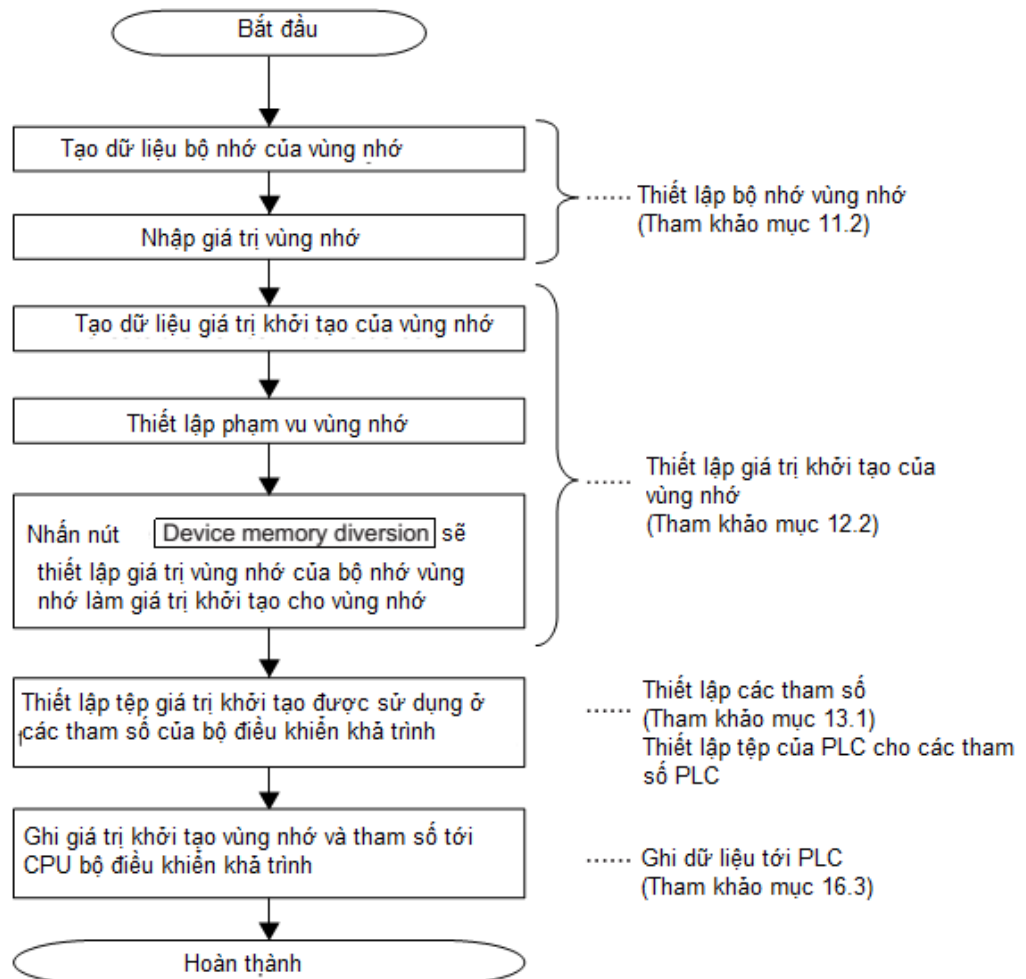 Bắt đầu
Tạo dữ liệu bộ nhớ của vùng nhớ
Nhập giá trị vùng nhớ
...... Thiết lập bộ nhớ vùng nhớ
(Tham khảo mục 11.2)
Tạo dữ liệu giá trị khởi tạo của vùng nhớ
Thiết lập phạm vu vùng nhớ
Nhấn nút Device memory diversion sẽ
thiết lập giá trị vùng nhớ của bộ nhớ vùng
nhớ làm giá trị khởi tạo cho vùng nhớ
...... Thiết lập giá trị khởi tạo của
vùng nhớ
(Tham khảo mục 12.2)
Thiết lập tệp giá trị khởi tạo được sử dụng ở
các tham số của bộ điều khiển khả trình
...... Thiết lập các tham số
(Tham khảo mục 13.1)
Thiết lập tệp của PLC cho các tham
số PLC
Ghi giá trị khởi tạo vùng nhớ và tham số tới
CPU bộ điều khiển khả trình
...... Ghi dữ liệu tới PLC
(Tham khảo mục 16.3)
Hoàn thành